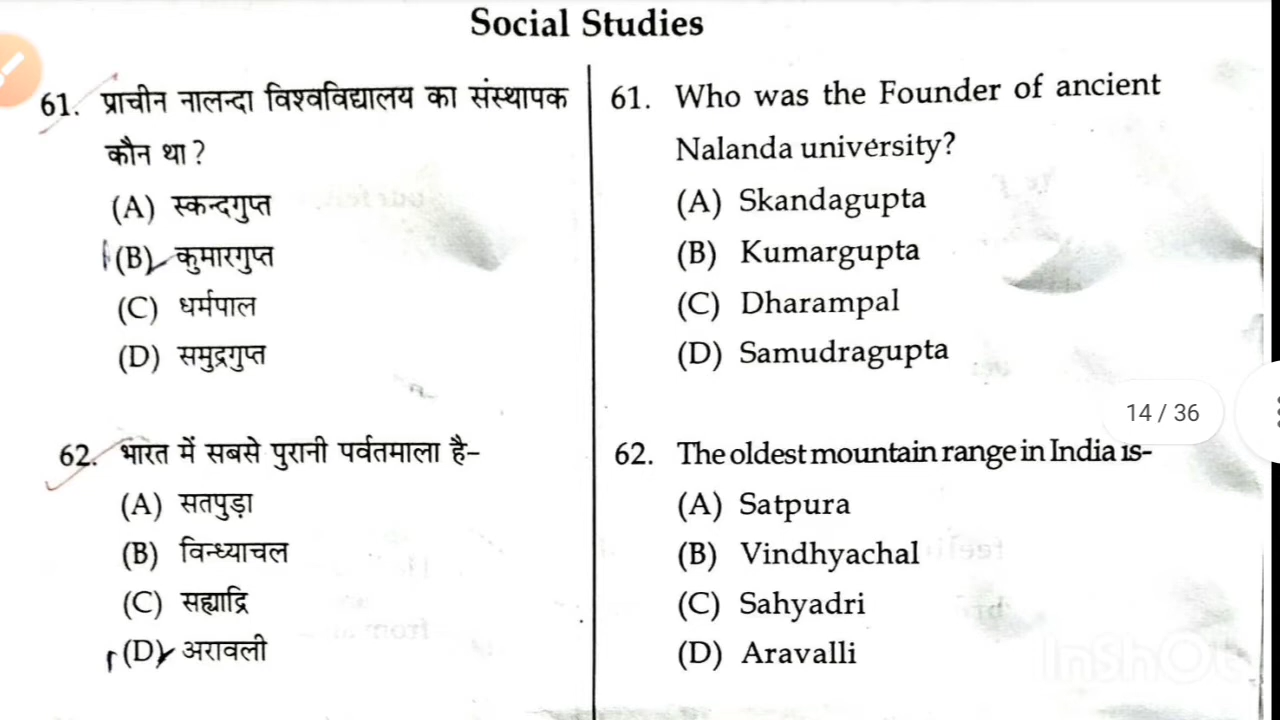 Social Studies
61. प्राचीन नालन्दा विश्वविद्यालय का संस्थापक
कौन था ?
(A) स्कन्दगुप्त
(B) कुमारगुप्त
(C) धर्मपाल
(D) समुद्रगुप्त
62. भारत में सबसे पुरानी पर्वतमाला है-
(A) सतपुड़ा
(B) विन्ध्याचल
(C) सह्याद्रि
(D) अरावली
61. Who was the Founder of ancient
Nalanda university?
(A) Skandagupta
(B) Kumargupta
(C) Dharampal
(D) Samudragupta
14 / 36
62. The oldest mountain range in India is-
(A) Satpura
(B) Vindhyachal
(C) Sahyadri
(D) Aravalli
InShOt